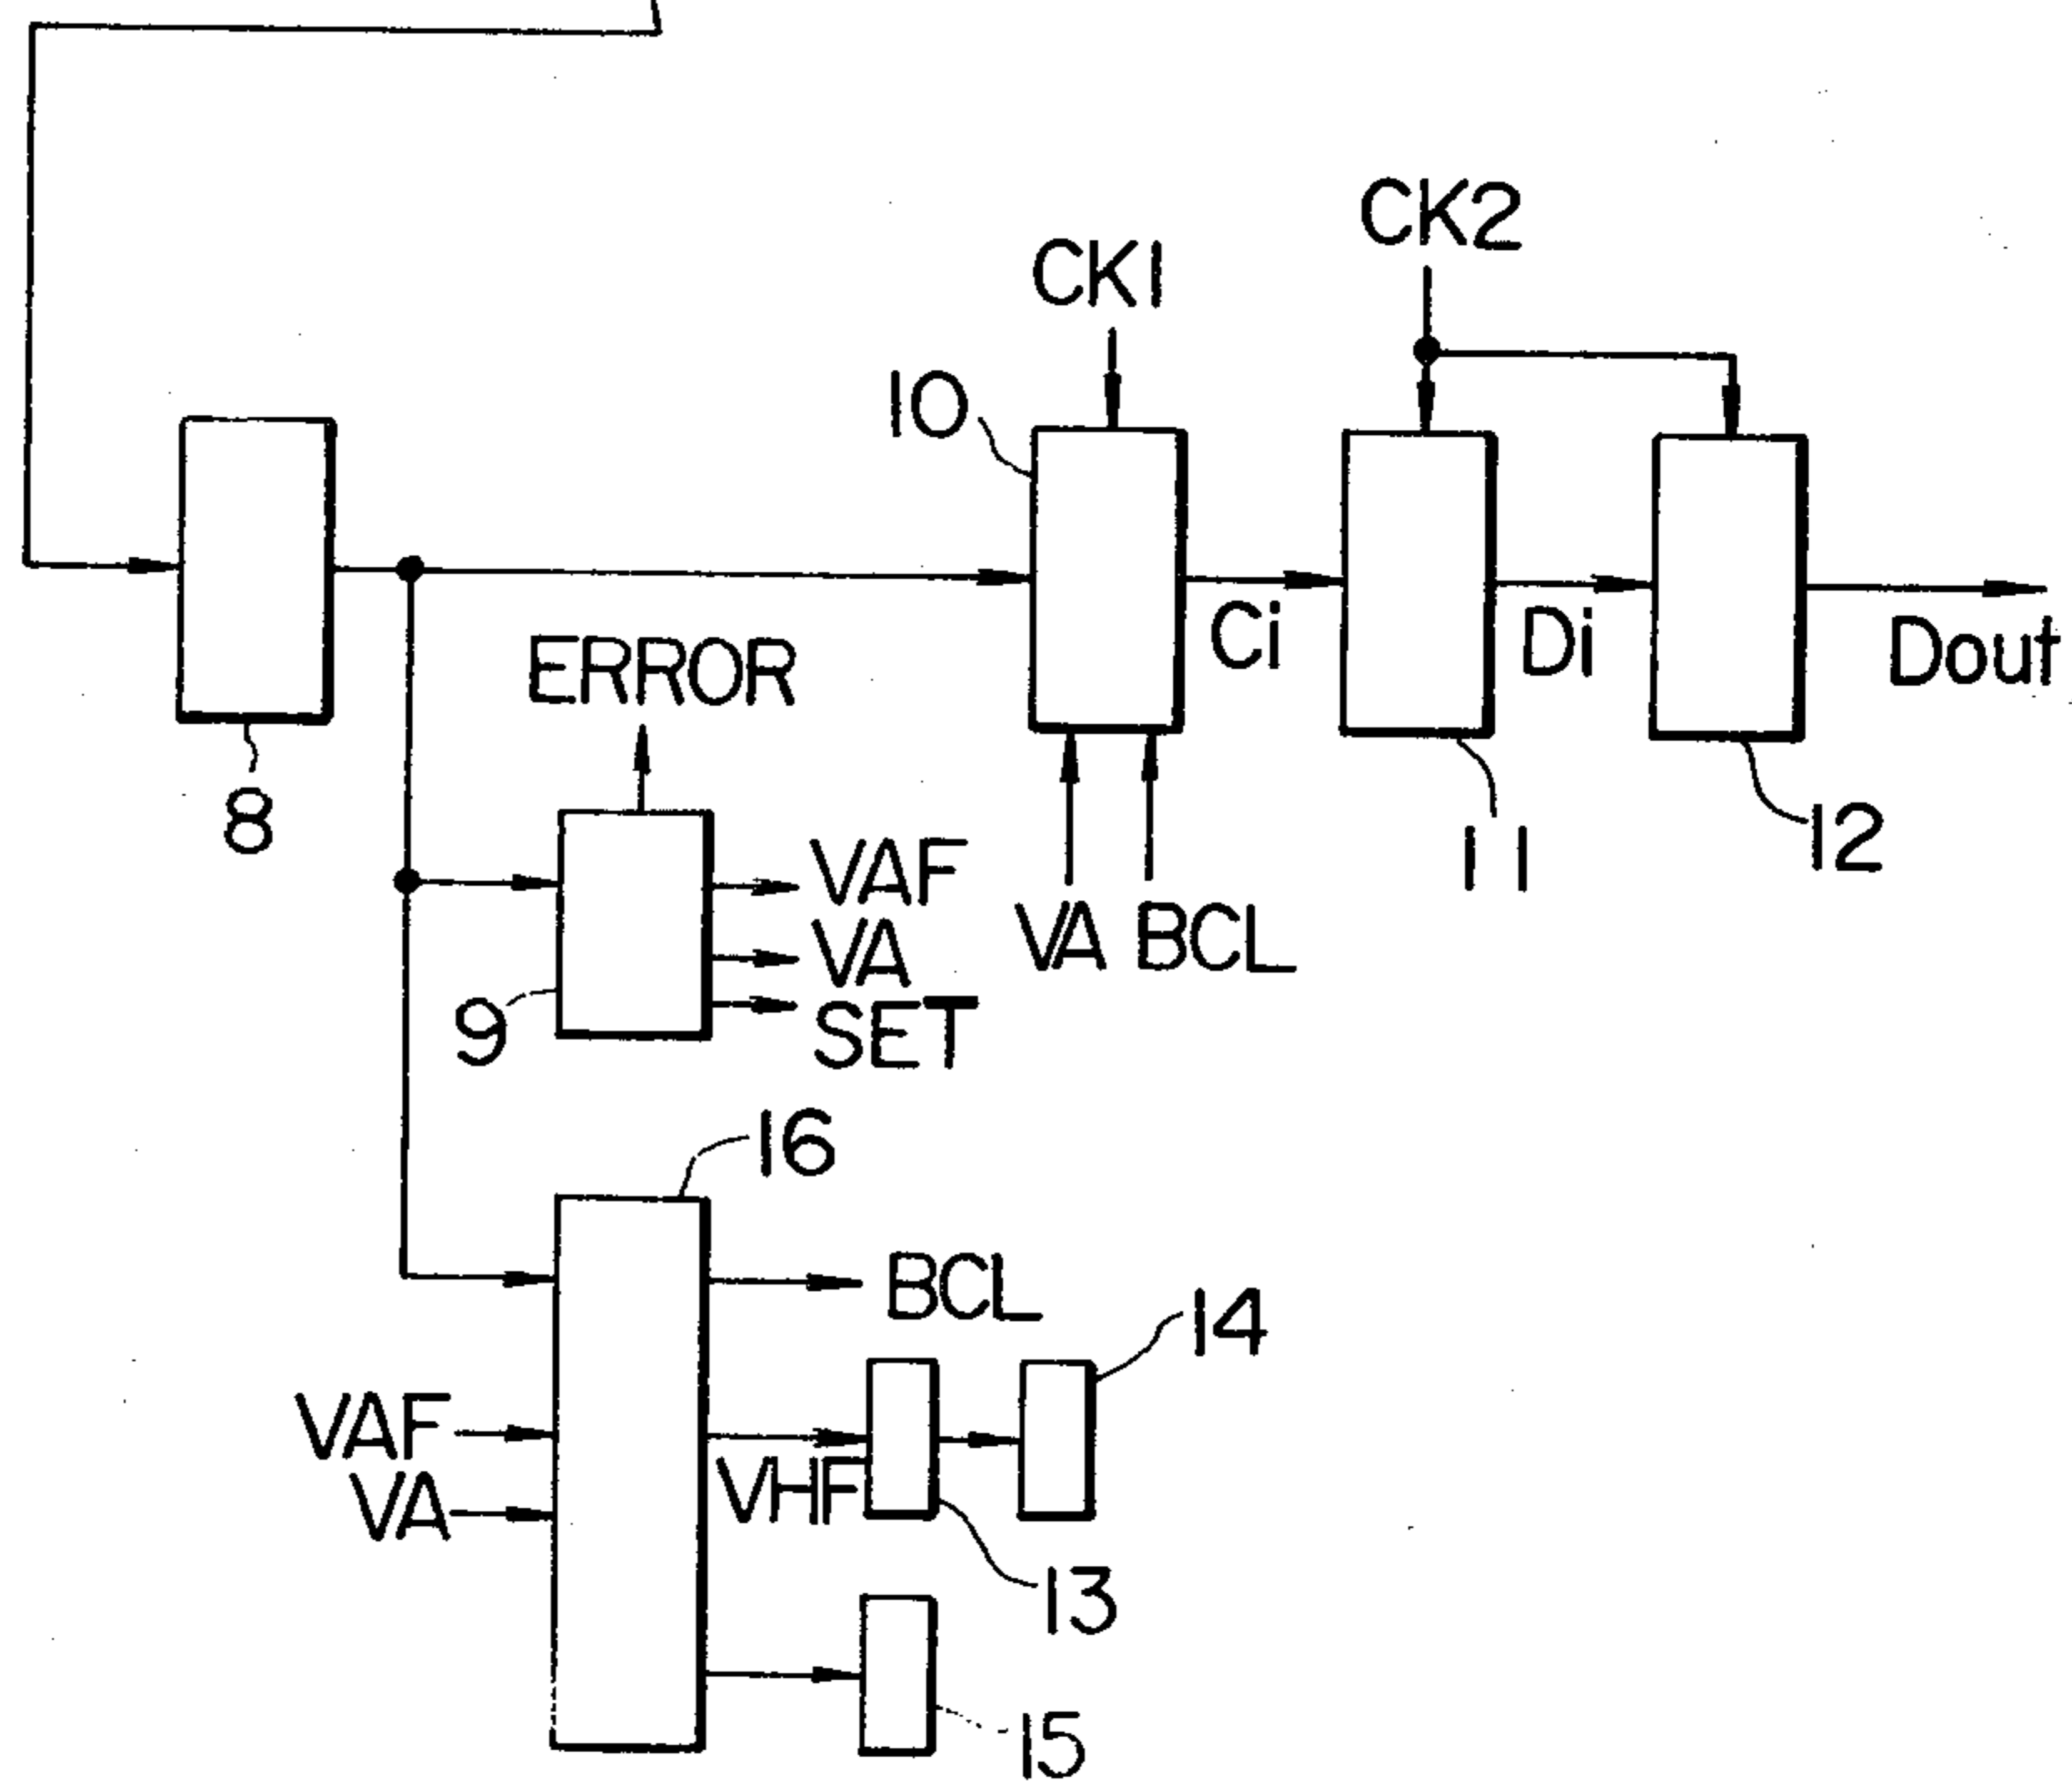 CK2
CK1
10
Ci
Di
Dout
ERROR
8
VAF
VA
SET
9
VA BCL
11
12
16
BCL
14
VAF
VA
VHF
13
15